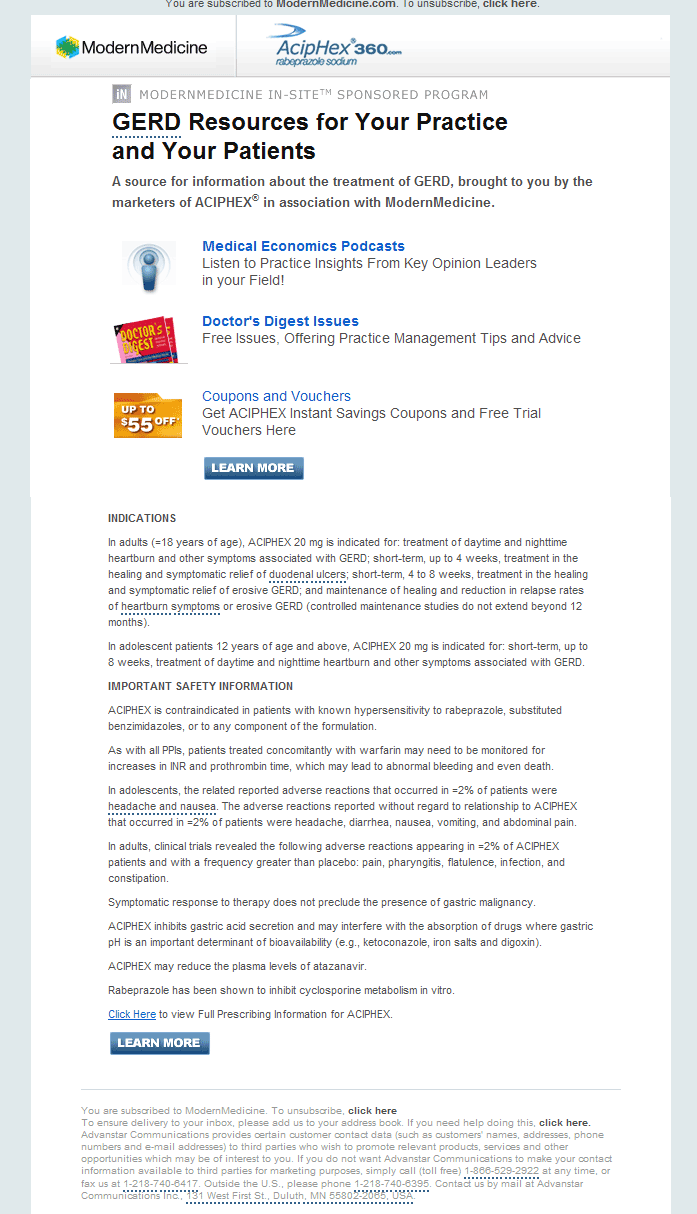 You are subscribed to ModernMedicine.com. To unsubscribe, click here.
ModernMedicine
AcipHex®360.com
rabeprazole sodium
iN MODERNMEDICINE IN-SITE™ SPONSORED PROGRAM
GERD Resources for Your Practice
and Your Patients
A source for information about the treatment of GERD, brought to you by the
marketers of ACIPHEX® in association with ModernMedicine.
Medical Economics Podcasts
Listen to Practice Insights From Key Opinion Leaders
in your Field!
DOCTOR'S
DIGEST
Doctor's Digest Issues
Free Issues, Offering Practice Management Tips and Advice
UP TO
$55 OFF*
Coupons and Vouchers
Get ACIPHEX Instant Savings Coupons and Free Trial
Vouchers Here
LEARN MORE
INDICATIONS
In adults (=18 years of age), ACIPHEX 20 mg is indicated for: treatment of daytime and nighttime
heartburn and other symptoms associated with GERD; short-term, up to 4 weeks, treatment in the
healing and symptomatic relief of duodenal ulcers; short-term, 4 to 8 weeks, treatment in the healing
and symptomatic relief of erosive GERD; and maintenance of healing and reduction in relapse rates
of heartburn symptoms or erosive GERD (controlled maintenance studies do not extend beyond 12
months).
In adolescent patients 12 years of age and above, ACIPHEX 20 mg is indicated for: short-term, up to
8 weeks, treatment of daytime and nighttime heartburn and other symptoms associated with GERD.
IMPORTANT SAFETY INFORMATION
ACIPHEX is contraindicated in patients with known hypersensitivity to rabeprazole, substituted
benzimidazoles, or to any component of the formulation.
As with all PPIs, patients treated concomitantly with warfarin may need to be monitored for
increases in INR and prothrombin time, which may lead to abnormal bleeding and even death.
In adolescents, the related reported adverse reactions that occurred in =2% of patients were
headache and nausea. The adverse reactions reported without regard to relationship to ACIPHEX
that occurred in =2% of patients were headache, diarrhea, nausea, vomiting, and abdominal pain.
In adults, clinical trials revealed the following adverse reactions appearing in =2% of ACIPHEX
patients and with a frequency greater than placebo: pain, pharyngitis, flatulence, infection, and
constipation.
Symptomatic response to therapy does not preclude the presence of gastric malignancy.
ACIPHEX inhibits gastric acid secretion and may interfere with the absorption of drugs where gastric
pH is an important determinant of bioavailability (e.g., ketoconazole, iron salts and digoxin).
ACIPHEX may reduce the plasma levels of atazanavir.
Rabeprazole has been shown to inhibit cyclosporine metabolism in vitro.
Click Here to view Full Prescribing Information for ACIPHEX.
LEARN MORE
You are subscribed to ModernMedicine. To unsubscribe, click here
To ensure delivery to your inbox, please add us to your address book. If you need help doing this, click here.
Advanstar Communications provides certain customer contact data (such as customers' names, addresses, phone
numbers and e-mail addresses) to third parties who wish to promote relevant products, services and other
opportunities which may be of interest to you. If you do not want Advanstar Communications to make your contact
information available to third parties for marketing purposes, simply call (toll free) 1-866-529-2922 at any time, or
fax us at 1-218-740-6417. Outside the U.S., please phone 1-218-740-6395. Contact us by mail at Advanstar
Communications Inc., 131 West First St., Duluth, MN 55802-2065, USA.